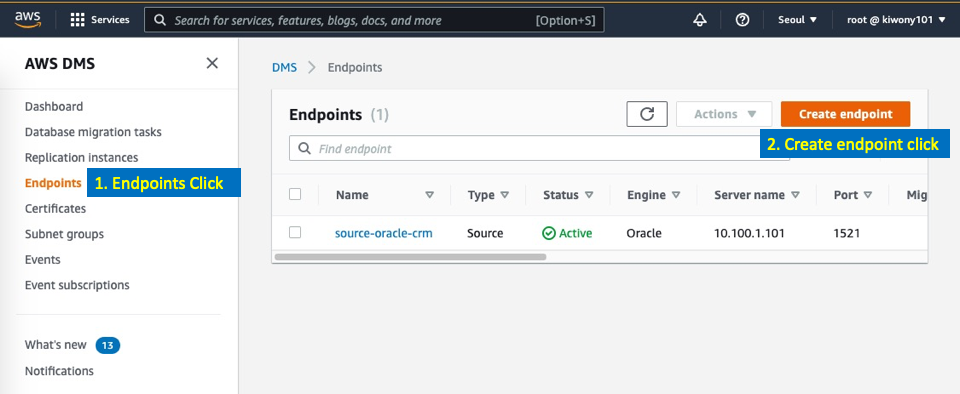 aws Services Search for services, features, blogs, docs, and more [Option+S] Seoul root @ kiwony101
AWS DMS
Dashboard
Database migration tasks
Replication instances
Endpoints 1. Endpoints Click
Certificates
Subnet groups
Events
Event subscriptions
What's new 13
Notifications
DMS Endpoints
Endpoints (1) Actions Create endpoint
Find endpoint 2. Create endpoint click
Name Type Status Engine Server name Port Mig
source-oracle-crm Source Active Oracle 10.100.1.101 1521